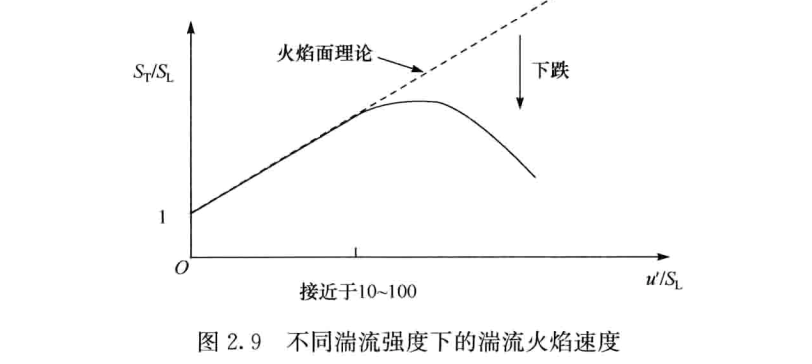 火焰面理论
S_T/S_L
下跌
1
O
u'/S_L
接近于10~100
图 2.9 不同湍流强度下的湍流火焰速度